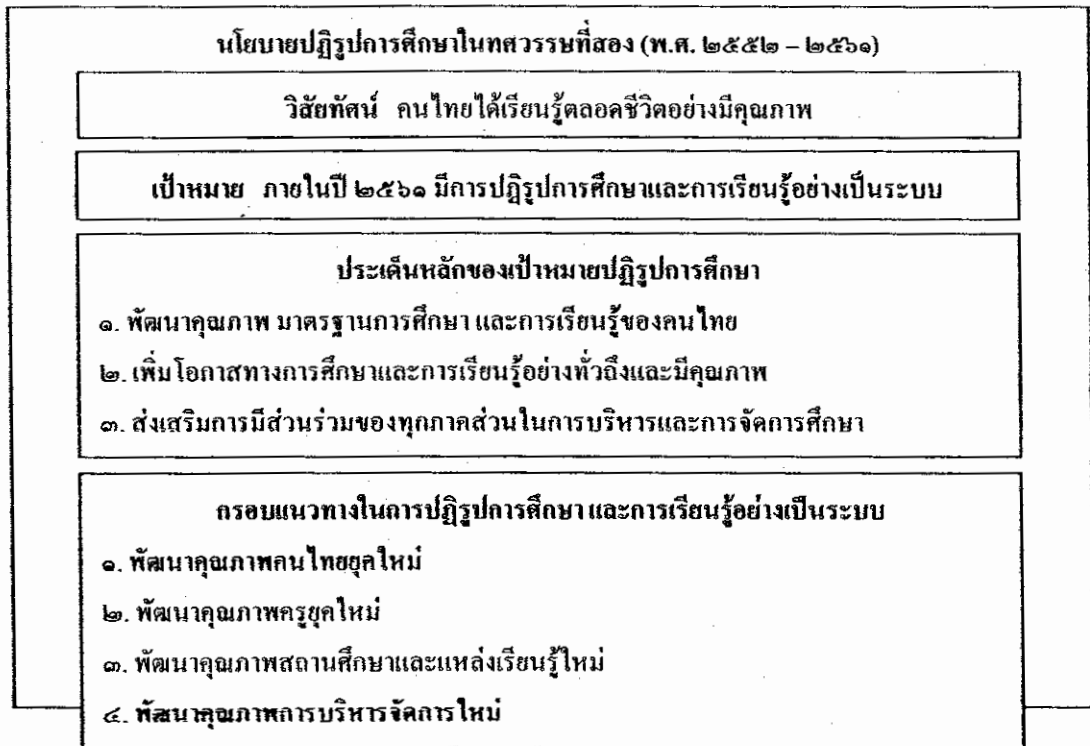 นโยบายปฏิรูปการศึกษาในทศวรรษที่สอง (พ.ศ. ๒๕๕๒ – ๒๕๖๑)
วิสัยทัศน์ คนไทยได้เรียนรู้ตลอดชีวิตอย่างมีคุณภาพ
เป้าหมาย ภายในปี ๒๕๖๑ มีการปฏิรูปการศึกษาและการเรียนรู้อย่างเป็นระบบ
ประเด็นหลักของเป้าหมายปฏิรูปการศึกษา
๑. พัฒนาคุณภาพ มาตรฐานการศึกษา และการเรียนรู้ของคนไทย
๒. เพิ่มโอกาสทางการศึกษาและการเรียนรู้อย่างทั่วถึงและมีคุณภาพ
๓. ส่งเสริมการมีส่วนร่วมของทุกภาคส่วนในการบริหารและการจัดการศึกษา
กรอบแนวทางในการปฏิรูปการศึกษา และการเรียนรู้อย่างเป็นระบบ
๑. พัฒนาคุณภาพคนไทยยุคใหม่
๒. พัฒนาคุณภาพครูยุคใหม่
๓. พัฒนาคุณภาพสถานศึกษาและแหล่งเรียนรู้ใหม่
๔. พัฒนาคุณภาพการบริหารจัดการใหม่